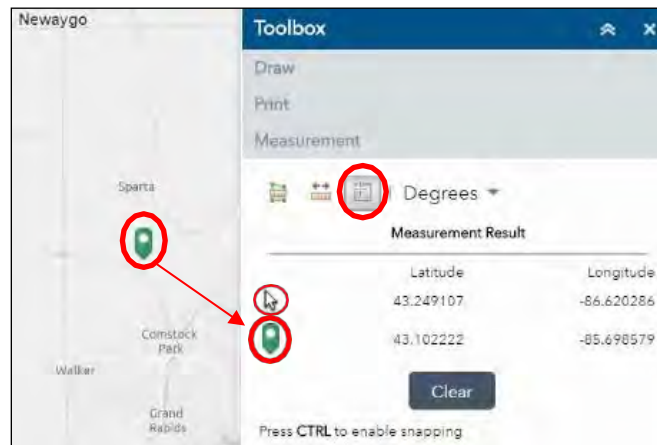 Newaygo
Sparta
Comstock
Park
Walker
Grand
Rapids
Toolbox
Draw
Print
Measurement
Degrees
Measurement Result
Latitude Longitude
43.249107 -86.620286
43.102222 -85.698579
Clear
Press CTRL to enable snapping